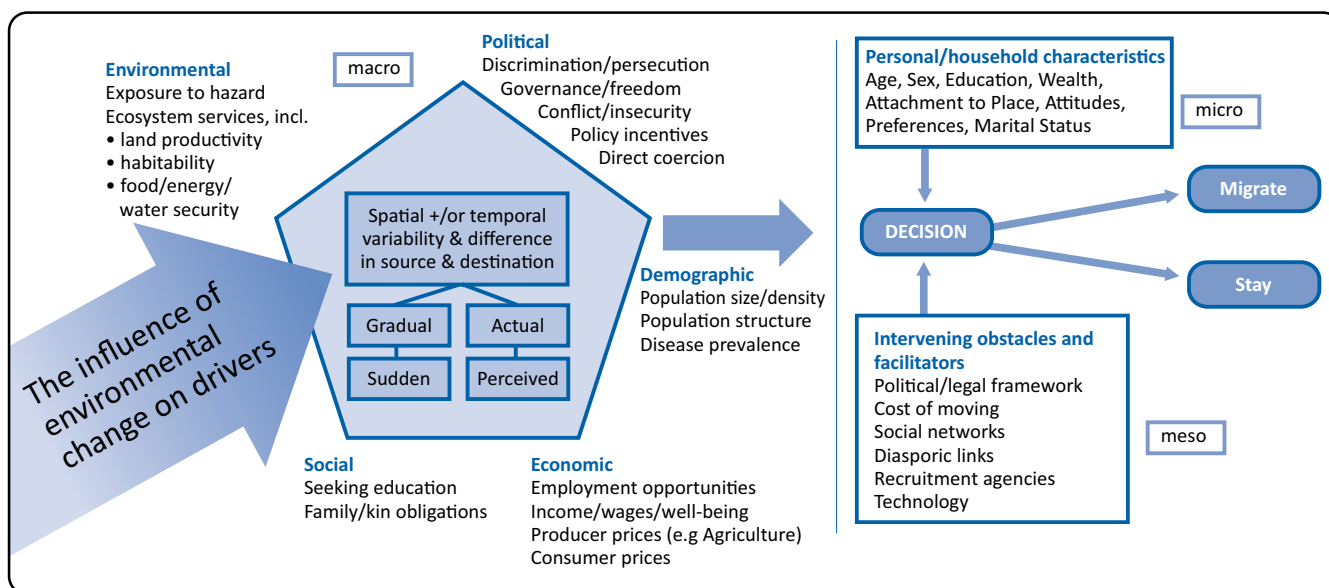 Environmental
Exposure to hazard
Ecosystem services, incl.
• land productivity
• habitability
• food/energy/
water security
macro
Political
Discrimination/persecution
Governance/freedom
Conflict/insecurity
Policy incentives
Direct coercion
The influence of
environmental
change on drivers
Spatial +/or temporal
variability & difference
in source & destination
Gradual
Actual
Sudden
Perceived
Demographic
Population size/density
Population structure
Disease prevalence
Social
Seeking education
Family/kin obligations
Economic
Employment opportunities
Income/wages/well-being
Producer prices (e.g Agriculture)
Consumer prices
Personal/household characteristics
Age, Sex, Education, Wealth,
Attachment to Place, Attitudes,
Preferences, Marital Status
micro
DECISION
Migrate
Stay
Intervening obstacles and
facilitators
Political/legal framework
Cost of moving
Social networks
Diasporic links
Recruitment agencies
Technology
meso